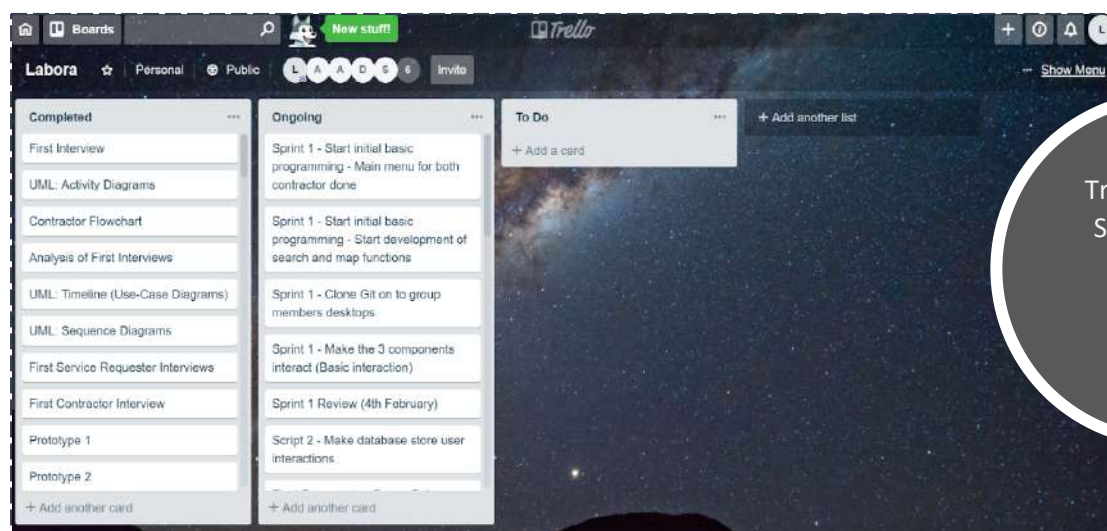 Boards
New stuff!
Trello
Labora
Personal
Public
L A A D S 6
Invite
Show Menu
Completed
First Interview
UML: Activity Diagrams
Contractor Flowchart
Analysis of First Interviews
UML: Timeline (Use-Case Diagrams)
UML: Sequence Diagrams
First Service Requester Interviews
First Contractor Interview
Prototype 1
Prototype 2
+ Add another card
Ongoing
Sprint 1 - Start initial basic
programming - Main menu for both
contractor done
Sprint 1 - Start initial basic
programming - Start development of
search and map functions
Sprint 1 - Clone Git on to group
members desktops
Sprint 1 - Make the 3 components
interact (Basic interaction)
Sprint 1 Review (4th February)
Script 2 - Make database store user
interactions
+ Add another card
To Do
+ Add a card
+ Add another list
Tr
S